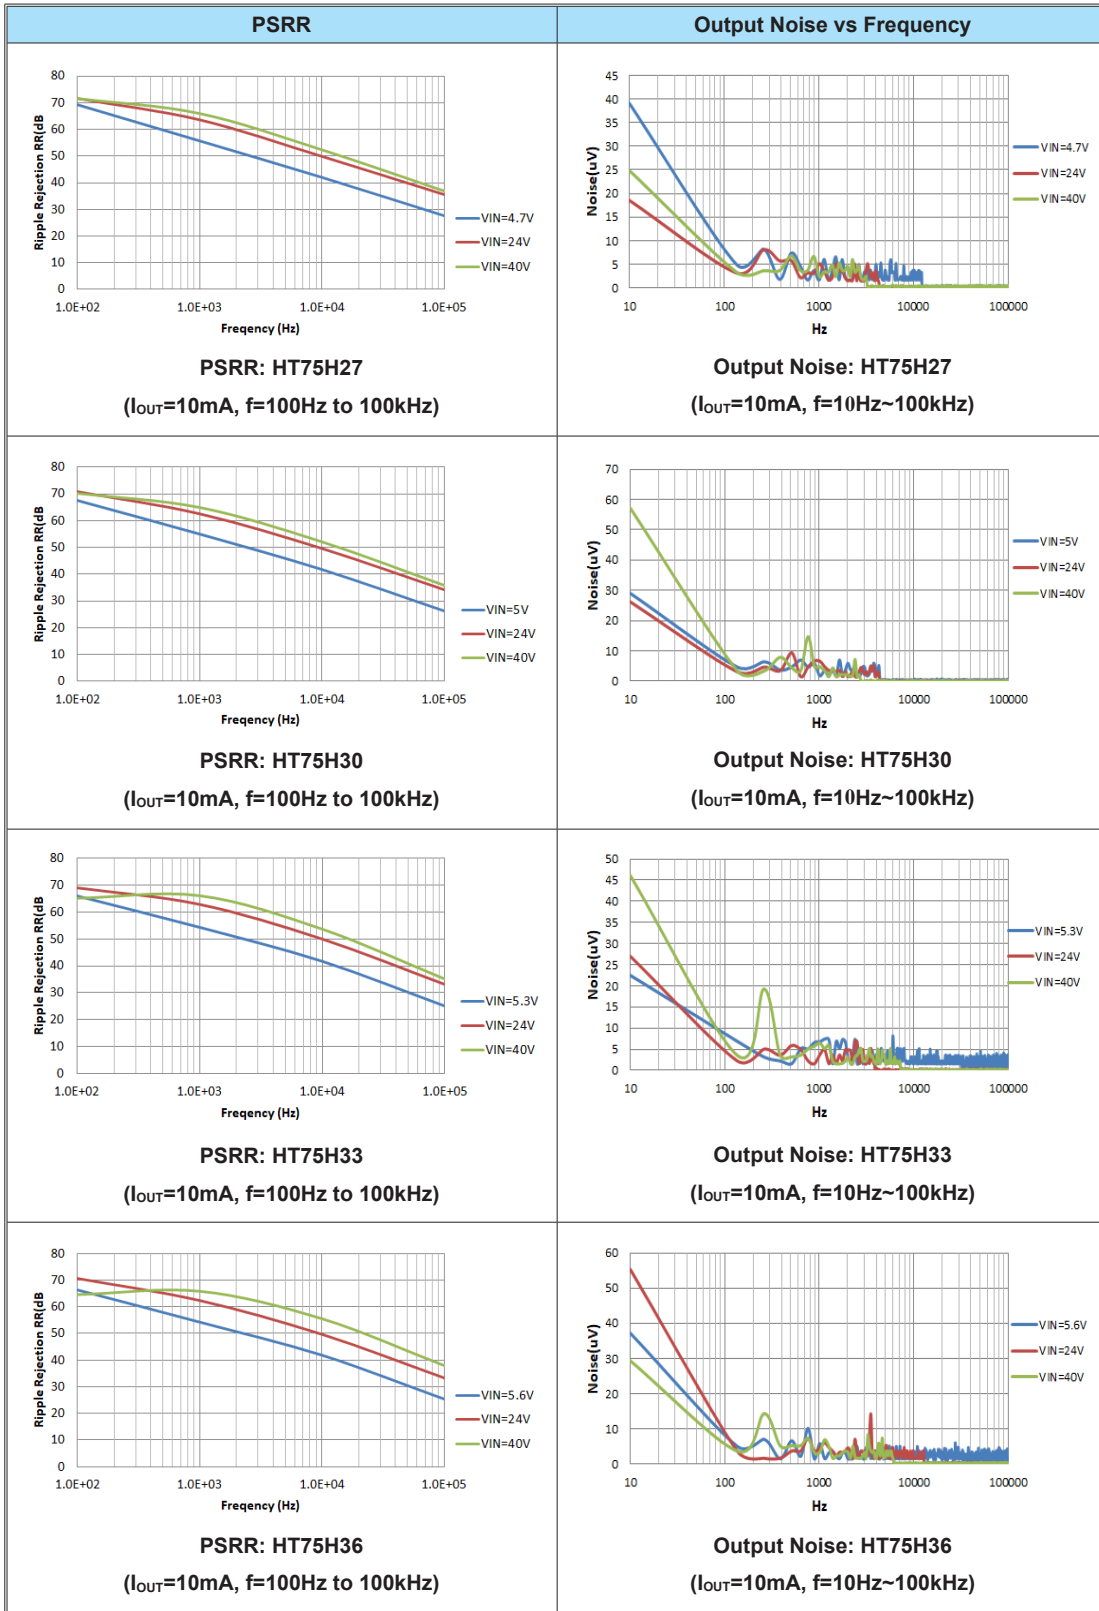 PSRR
Output Noise vs Frequency
Ripple Rejection RR(dB
80
70
60
50
40
30
20
10
0
1.0E+02 1.0E+03 1.0E+04 1.0E+05
Freqency (Hz)
VIN=4.7V
VIN=24V
VIN=40V
PSRR: HT75H27
(IOUT=10mA, f=100Hz to 100kHz)
Noise(uV)
45
40
35
30
25
20
15
10
5
0
10 100 1000 10000 100000
Hz
VIN=4.7V
VIN=24V
VIN=40V
Output Noise: HT75H27
(IOUT=10mA, f=10Hz~100kHz)
Ripple Rejection RR(dB
80
70
60
50
40
30
20
10
0
1.0E+02 1.0E+03 1.0E+04 1.0E+05
Freqency (Hz)
VIN=5V
VIN=24V
VIN=40V
PSRR: HT75H30
(IOUT=10mA, f=100Hz to 100kHz)
Noise(uV)
70
60
50
40
30
20
10
0
10 100 1000 10000 100000
Hz
VIN=5V
VIN=24V
VIN=40V
Output Noise: HT75H30
(IOUT=10mA, f=10Hz~100kHz)
Ripple Rejection RR(dB
80
70
60
50
40
30
20
10
0
1.0E+02 1.0E+03 1.0E+04 1.0E+05
Freqency (Hz)
VIN=5.3V
VIN=24V
VIN=40V
PSRR: HT75H33
(IOUT=10mA, f=100Hz to 100kHz)
Noise(uV)
50
45
40
35
30
25
20
15
10
5
0
10 100 1000 10000 100000
Hz
VIN=5.3V
VIN=24V
VIN=40V
Output Noise: HT75H33
(IOUT=10mA, f=10Hz~100kHz)
Ripple Rejection RR(dB
80
70
60
50
40
30
20
10
0
1.0E+02 1.0E+03 1.0E+04 1.0E+05
Freqency (Hz)
VIN=5.6V
VIN=24V
VIN=40V
PSRR: HT75H36
(IOUT=10mA, f=100Hz to 100kHz)
Noise(uV)
60
50
40
30
20
10
0
10 100 1000 10000 100000
Hz
VIN=5.6V
VIN=24V
VIN=40V
Output Noise: HT75H36
(IOUT=10mA, f=10Hz~100kHz)